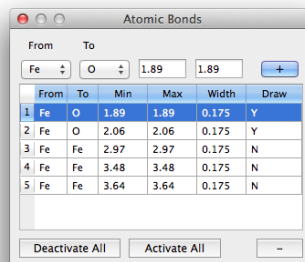 Atomic Bonds
From To
Fe O 1.89 1.89 +
From To Min Max Width Draw
1 Fe O 1.89 1.89 0.175 Y
2 Fe O 2.06 2.06 0.175 Y
3 Fe Fe 2.97 2.97 0.175 N
4 Fe Fe 3.48 3.48 0.175 N
5 Fe Fe 3.64 3.64 0.175 N
Deactivate All Activate All −